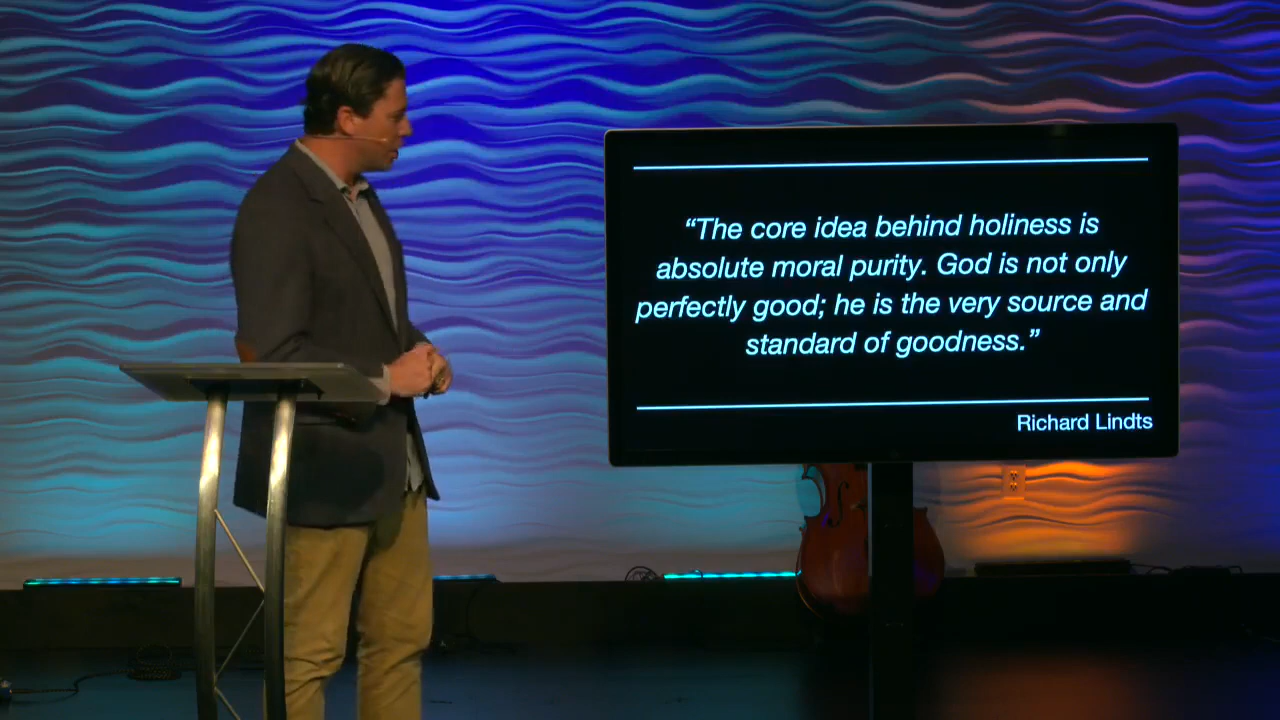 “The core idea behind holiness is
absolute moral purity. God is not only
perfectly good; he is the very source and
standard of goodness.”
Richard Lindts